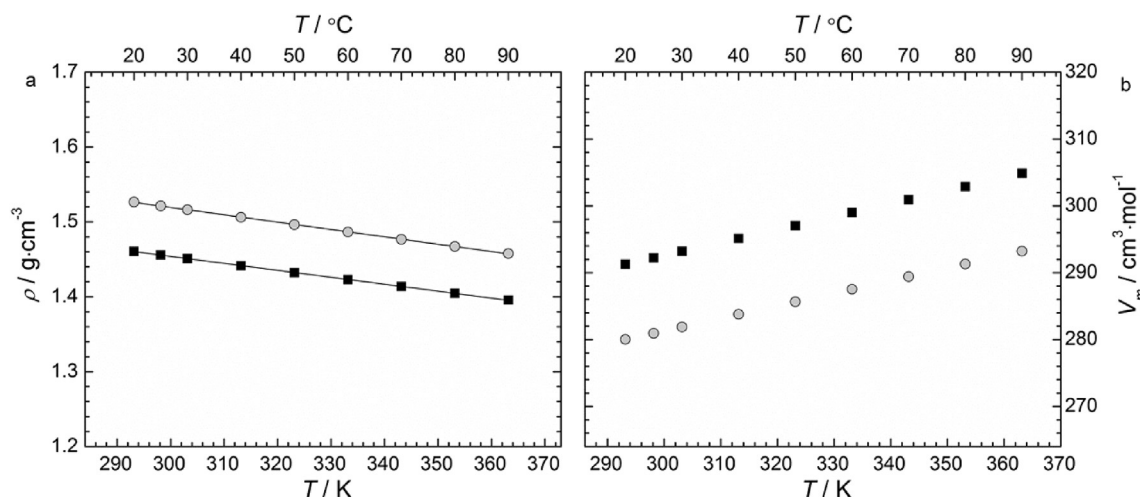 T / °C
20 30 40 50 60 70 80 90
a
1.7
1.6
1.5
1.4
1.3
1.2
ρ / g·cm⁻³
290 300 310 320 330 340 350 360 370
T / K
T / °C
20 30 40 50 60 70 80 90
b
320
310
300
290
280
270
Vₘ / cm³·mol⁻¹
290 300 310 320 330 340 350 360 370
T / K